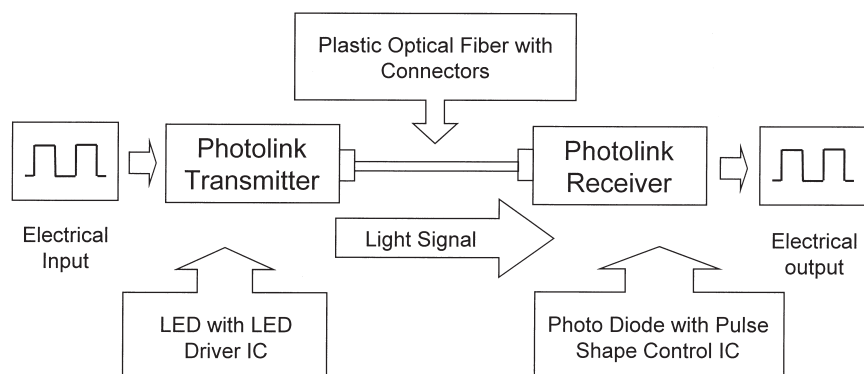 Plastic Optical Fiber with
Connectors
Photolink
Transmitter
Photolink
Receiver
Electrical
Input
Light Signal
Electrical
output
LED with LED
Driver IC
Photo Diode with Pulse
Shape Control IC